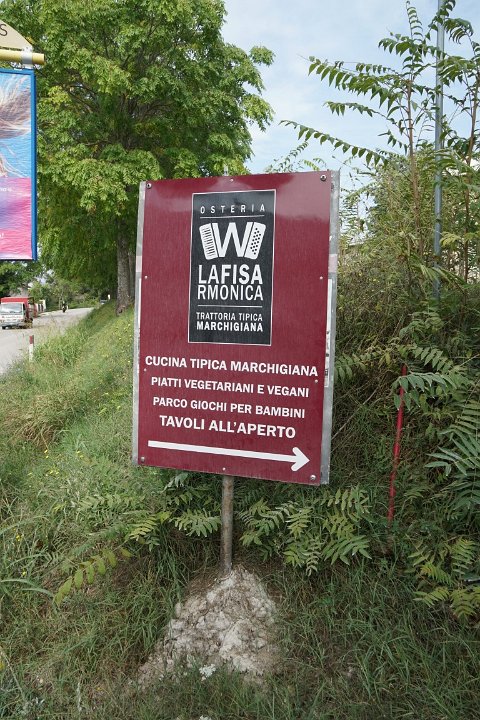 OSTERIA
W
LAFISA
RMONICA
TRATTORIA TIPICA
MARCHIGIANA
CUCINA TIPICA MARCHIGIANA
PIATTI VEGETARIANI E VEGANI
PARCO GIOCHI PER BAMBINI
TAVOLI ALL'APERTO